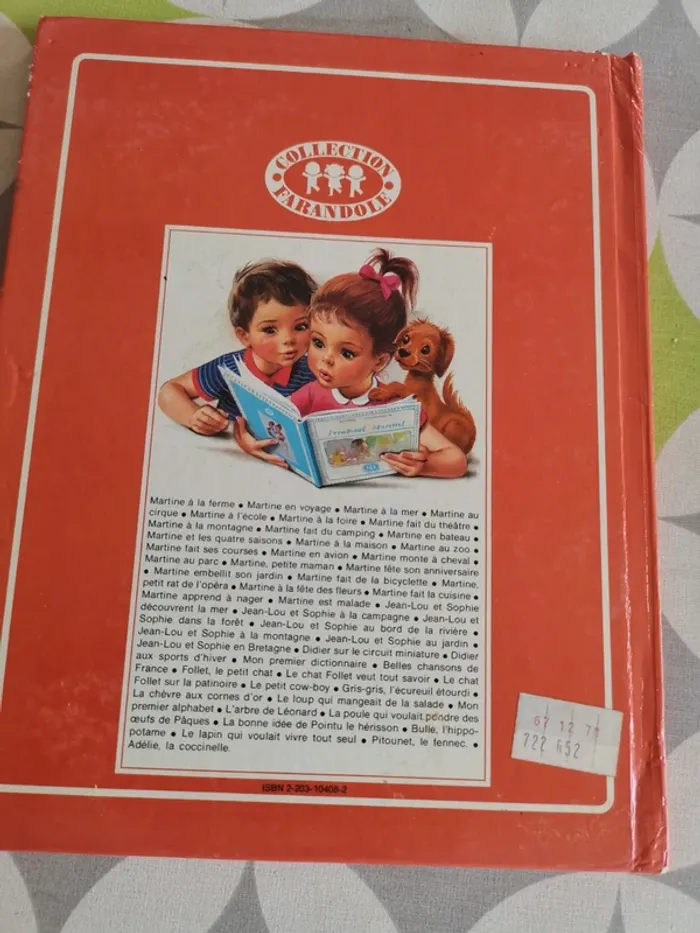 COLLECTION
FARANDOLE
Martine à la ferme • Martine en voyage • Martine à la mer • Martine au
cirque • Martine à l'école • Martine à la foire • Martine fait du théâtre •
Martine à la montagne • Martine fait du camping • Martine en bateau •
Martine et les quatre saisons • Martine à la maison • Martine au zoo •
Martine fait ses courses • Martine en avion • Martine monte à cheval •
Martine au parc • Martine, petite maman • Martine fête son anniversaire
• Martine embellit son jardin • Martine fait de la bicyclette • Martine,
petit rat de l'opéra • Martine à la fête des fleurs • Martine fait la cuisine •
Martine apprend à nager • Martine est malade • Jean-Lou et Sophie
découvrent la mer • Jean-Lou et Sophie à la campagne • Jean-Lou et
Sophie dans la forêt • Jean-Lou et Sophie au bord de la rivière •
Jean-Lou et Sophie à la montagne • Jean-Lou et Sophie au jardin •
Jean-Lou et Sophie en Bretagne • Didier sur le circuit miniature • Didier
aux sports d'hiver • Mon premier dictionnaire • Belles chansons de
France • Follet, le petit chat • Le chat Follet veut tout savoir • Le chat
Follet sur la patinoire • Le petit cow-boy • Gris-gris, l'écureuil étourdi •
La chèvre aux cornes d'or • Le loup qui mangeait de la salade • Mon
premier alphabet • L'arbre de Léonard • La poule qui voulait pondre des
œufs de Pâques • La bonne idée de Pointu le hérisson • Bulle, l'hippo-
potame • Le lapin qui voulait vivre tout seul • Pitounet, le fennec. •
Adélie, la coccinelle.
ISBN 2-203-10408-2
12
722 652